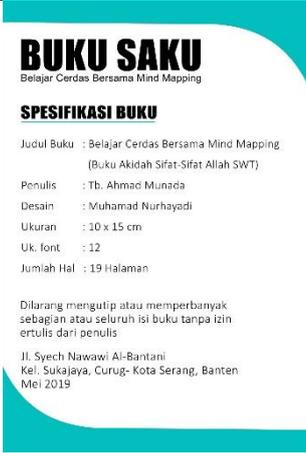 BUKU SAKU
Belajar Cerdas Bersama Mind Mapping
SPESIFIKASI BUKU
Judul Buku : Belajar Cerdas Bersama Mind Mapping
(Buku Akidah Sifat-Sifat Allah SWT)
Penulis : Tb. Ahmad Munada
Desain : Muhamad Nurhayadi
Ukuran : 10 x 15 cm
Uk. font : 12
Jumlah Hal : 19 Halaman
Dilarang mengutip atau memperbanyak
sebagian atau seluruh isi buku tanpa izin
ertulis dari penulis
Jl. Syech Nawawi Al-Bantani
Kel. Sukajaya, Curug- Kota Serang, Banten
Mei 2019